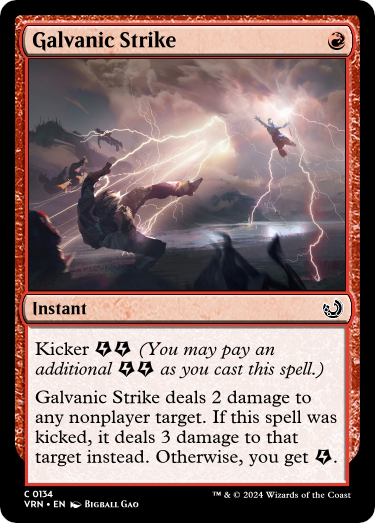 Galvanic Strike
Instant
Kicker (You may pay an
additional as you cast this spell.)
Galvanic Strike deals 2 damage to
any nonplayer target. If this spell was
kicked, it deals 3 damage to that
target instead. Otherwise, you get .
C 0134
VRN • EN Bigball Gao
™ & © 2024 Wizards of the Coast